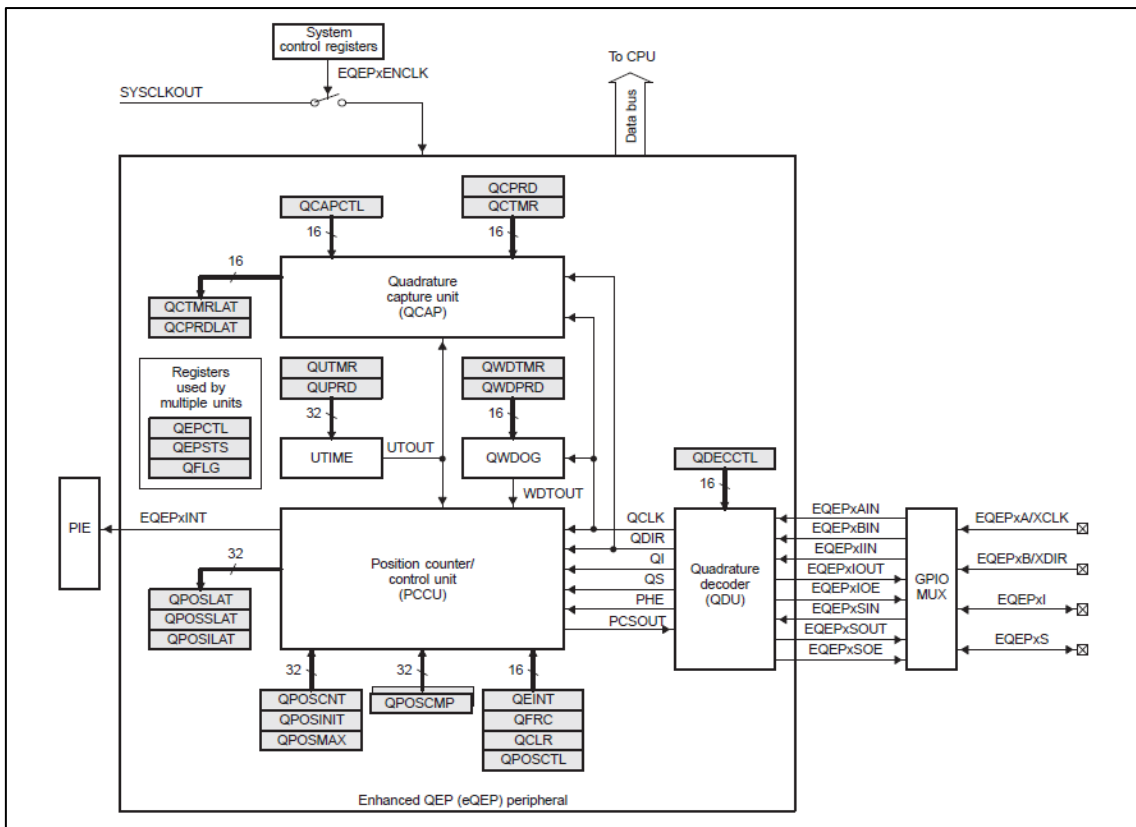 System
control registers
To CPU
EQEPxENCLK
SYSCLKOUT
Data bus
QCPRD
QCAPCTL
QCTMR
16
16
16
Quadrature
capture unit
(QCAP)
QCTMRLAT
QCPRDLAT
Registers
used by
multiple units
QEPCTL
QEPSTS
QFLG
QUTMR
QUPRD
32
QWDTMR
QWDPRD
16
UTIME
UTOUT
QWDOG
WDTOUT
QDECCTL
16
PIE
EQEPxINT
32
Position counter/
control unit
(PCCU)
QCLK
QDIR
QI
QS
PHE
PCSOUT
Quadrature
decoder
(QDU)
EQEPxAIN
EQEPxBIN
EQEPxIIN
EQEPxIOUT
EQEPxIOE
EQEPxSIN
EQEPxSOUT
EQEPxSOE
GPIO
MUX
EQEPxA/XCLK
EQEPxB/XDIR
EQEPxI
EQEPxS
QPOSLAT
QPOSSLAT
QPOSILAT
32
32
16
QPOSCNT
QPOSINIT
QPOSMAX
QPOSCMP
QEINT
QFRC
QCLR
QPOSCTL
Enhanced QEP (eQEP) peripheral